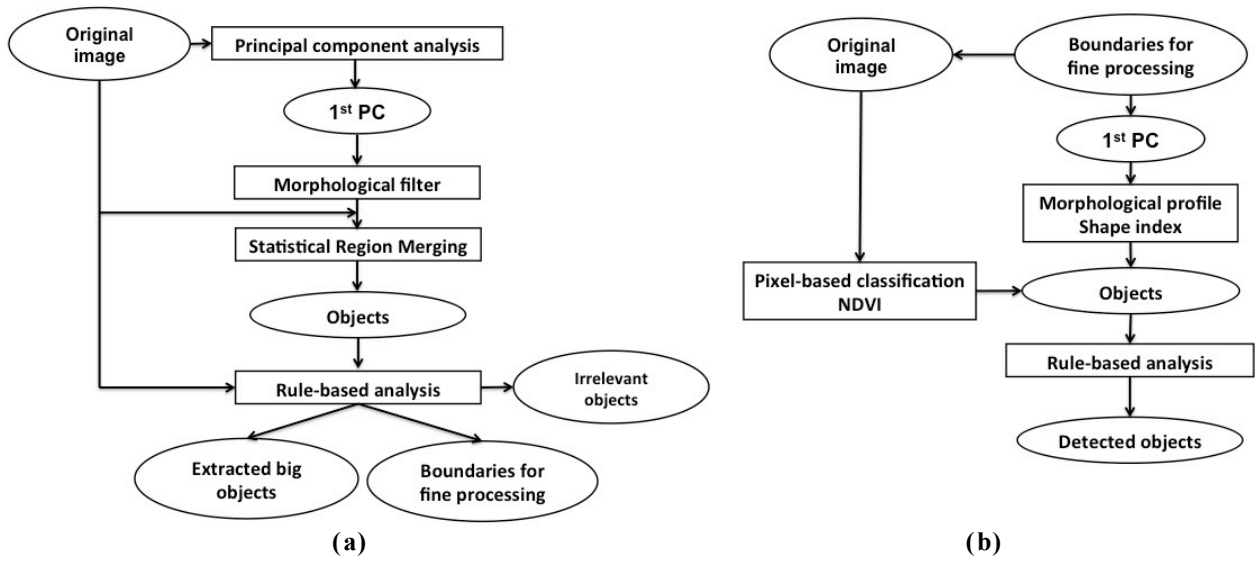 Original
image
Principal component analysis
1st PC
Morphological filter
Statistical Region Merging
Objects
Rule-based analysis
Irrelevant
objects
Extracted big
objects
Boundaries for
fine processing
(a)
Original
image
Boundaries for
fine processing
1st PC
Morphological profile
Shape index
Pixel-based classification
NDVI
Objects
Rule-based analysis
Detected objects
(b)